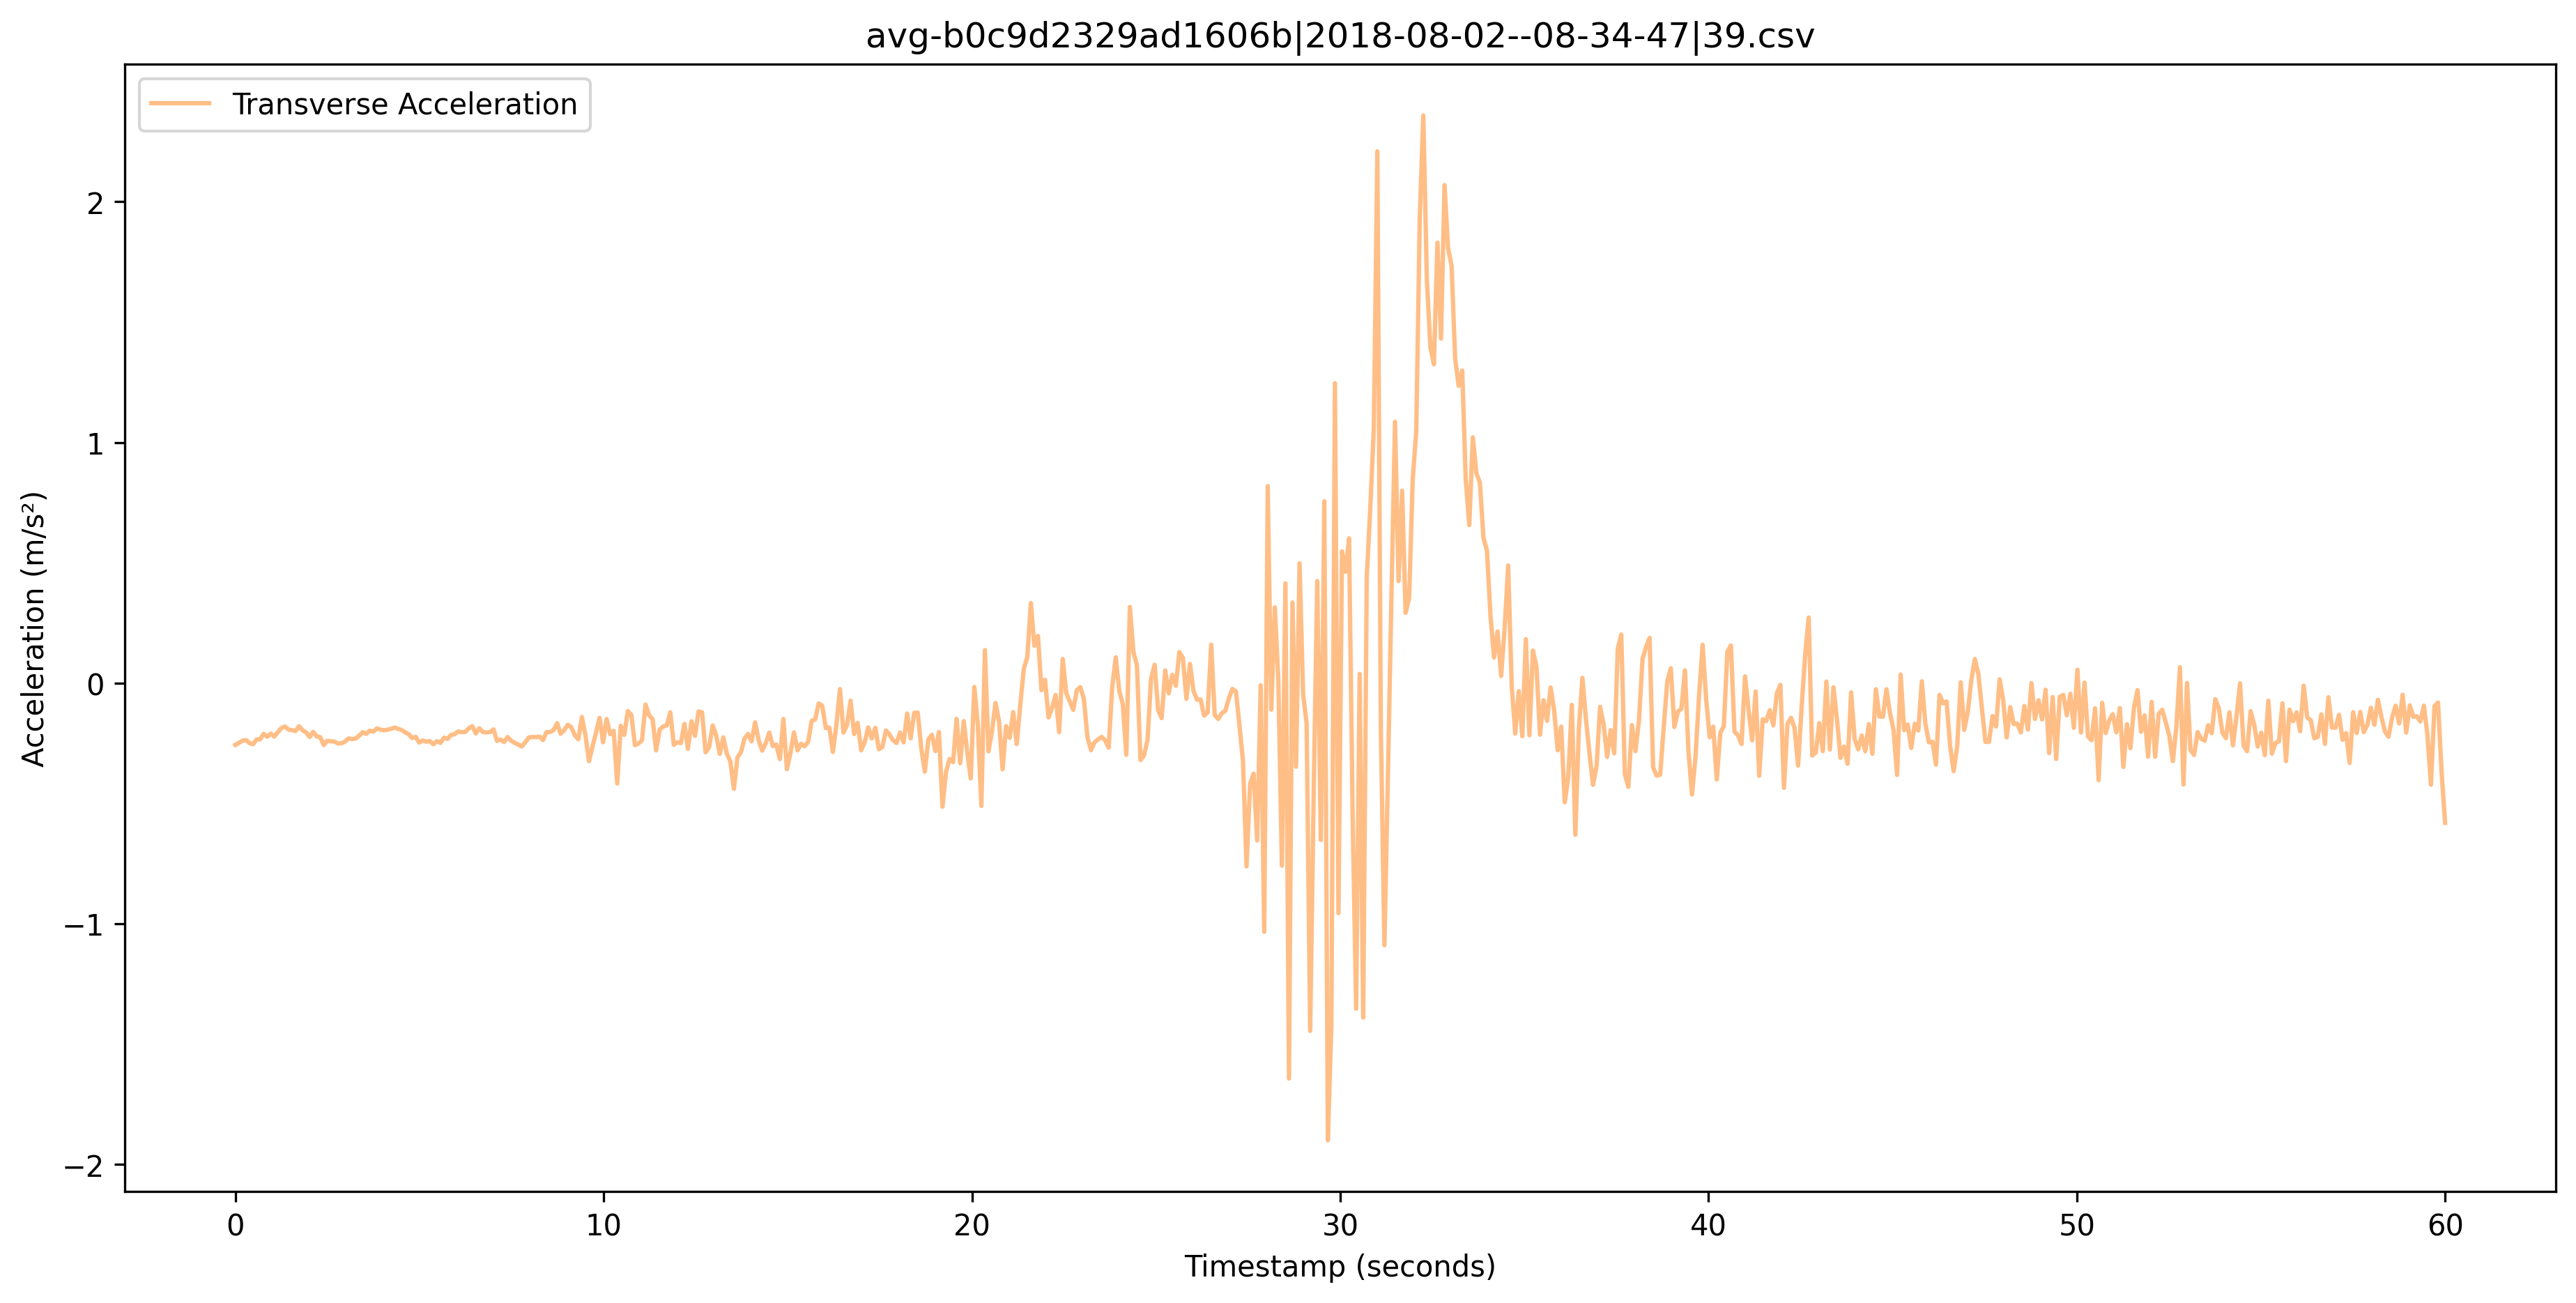 avg-b0c9d2329ad1606b|2018-08-02--08-34-47|39.csv
Transverse Acceleration
Acceleration (m/s²)
2
1
0
−1
−2
0 10 20 30 40 50 60
Timestamp (seconds)